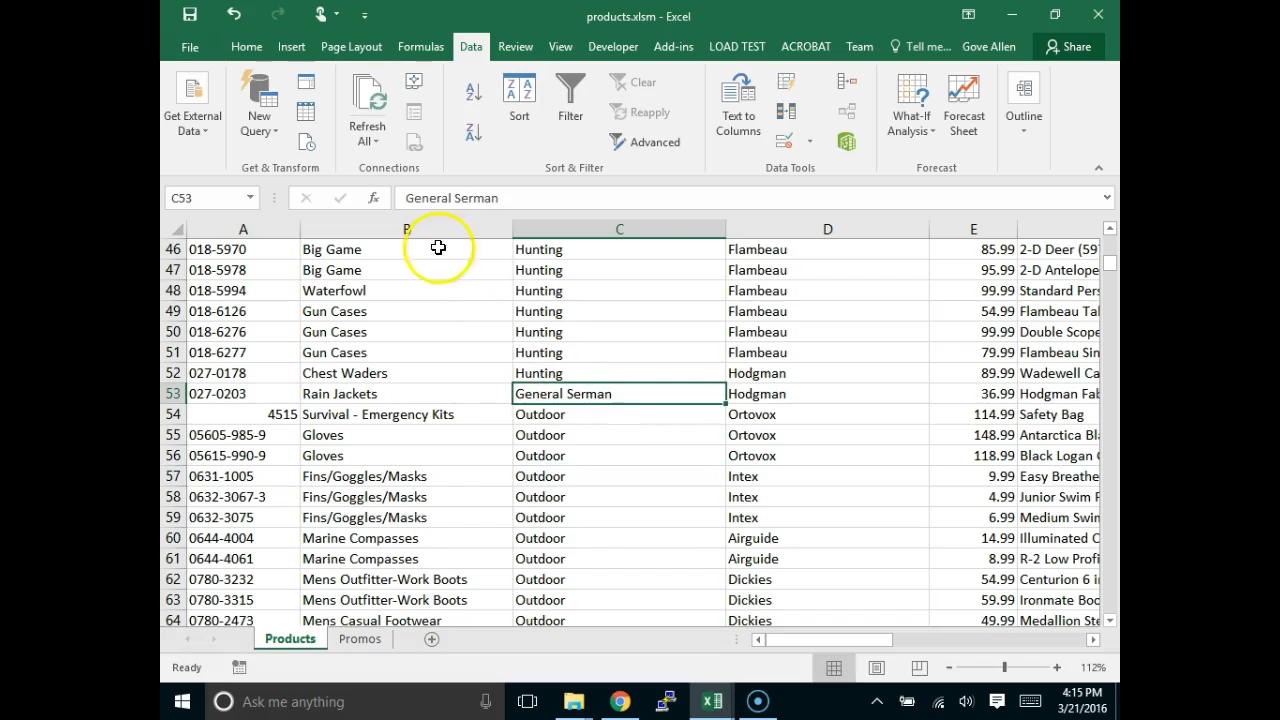 products.xlsm - Excel
File Home Insert Page Layout Formulas Data Review View Developer Add-ins LOAD TEST ACROBAT Team Tell me... Gove Allen Share
Get External Data
New Query
Refresh All
Sort
Filter
Clear
Reapply
Advanced
Text to Columns
What-If Analysis
Forecast Sheet
Outline
Get & Transform Connections Sort & Filter Data Tools Forecast
C53 fx General Serman
A B C D E
46 018-5970 Big Game Hunting Flambeau 85.99 2-D Deer (597
47 018-5978 Big Game Hunting Flambeau 95.99 2-D Antelope
48 018-5994 Waterfowl Hunting Flambeau 99.99 Standard Pers
49 018-6126 Gun Cases Hunting Flambeau 54.99 Flambeau Ta
50 018-6276 Gun Cases Hunting Flambeau 99.99 Double Scope
51 018-6277 Gun Cases Hunting Flambeau 79.99 Flambeau Sin
52 027-0178 Chest Waders Hunting Hodgman 89.99 Wadewell Ca
53 027-0203 Rain Jackets General Serman Hodgman 36.99 Hodgman Fab
54 4515 Survival - Emergency Kits Outdoor Ortovox 114.99 Safety Bag
55 05605-985-9 Gloves Outdoor Ortovox 148.99 Antarctica Bl
56 05615-990-9 Gloves Outdoor Ortovox 118.99 Black Logan
57 0631-1005 Fins/Goggles/Masks Outdoor Intex 9.99 Easy Breathe
58 0632-3067-3 Fins/Goggles/Masks Outdoor Intex 4.99 Junior Swim
59 0632-3075 Fins/Goggles/Masks Outdoor Intex 6.99 Medium Swim
60 0644-4004 Marine Compasses Outdoor Airguide 14.99 Illuminated C
61 0644-4061 Marine Compasses Outdoor Airguide 8.99 R-2 Low Profi
62 0780-3232 Mens Outfitter-Work Boots Outdoor Dickies 54.99 Centurion 6 i
63 0780-3315 Mens Outfitter-Work Boots Outdoor Dickies 59.99 Ironmate Boo
64 0780-2473 Mens Casual Footwear Outdoor Dickies 49.99 Medallion Ste
Products Promos
Ready 112%
Ask me anything
4:15 PM
3/21/2016